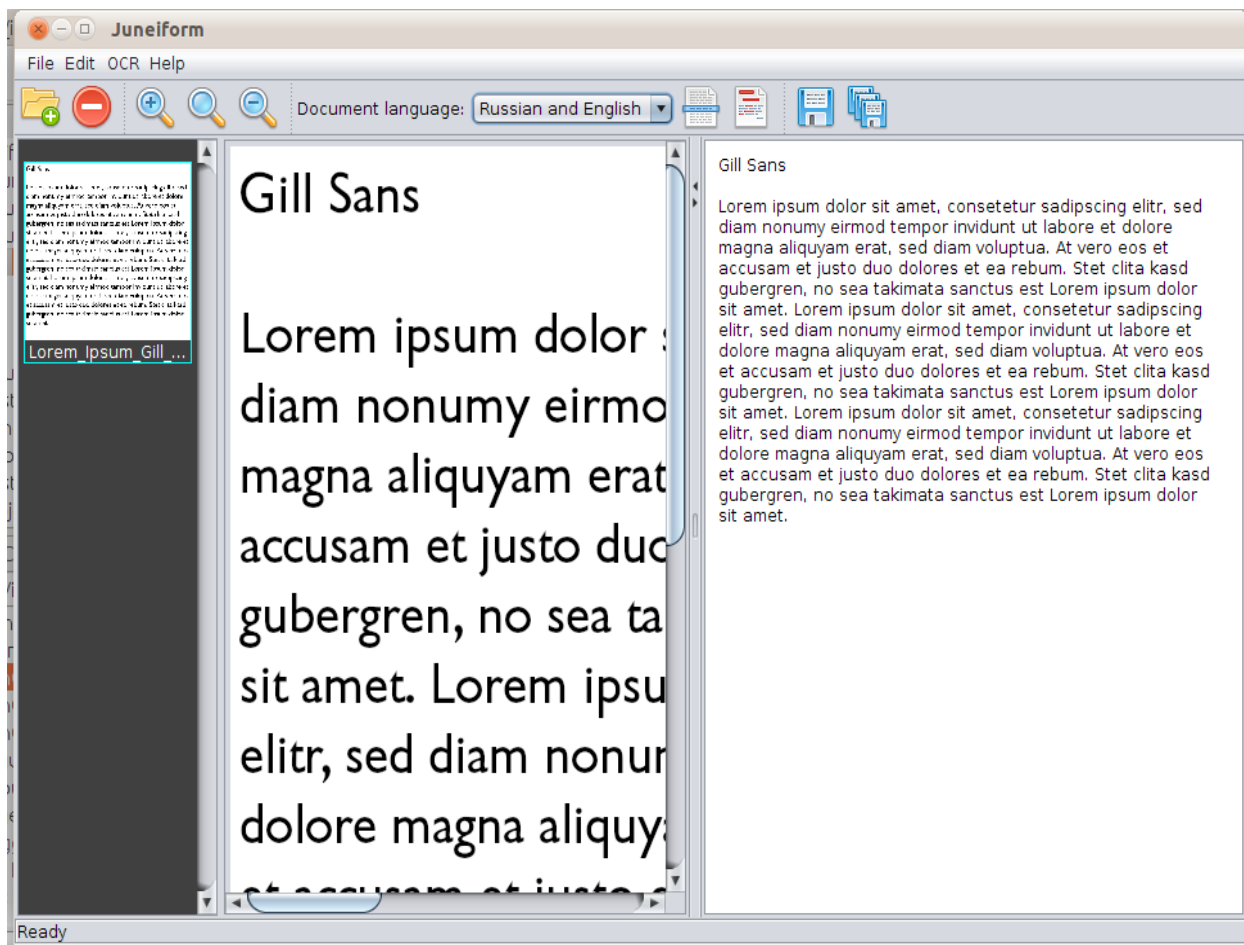 Juneiform
File Edit OCR Help
Document language: Russian and English
Gill Sans
Lorem_Ipsum_Gill_...
Gill Sans
Lorem ipsum dolor
diam nonumy eirmo
magna aliquyam erat
accusam et justo duo
gubergren, no sea ta
sit amet. Lorem ipsu
elitr, sed diam nonum
dolore magna aliquy
et accusam et justo
Gill Sans
Lorem ipsum dolor sit amet, consetetur sadipscing elitr, sed
diam nonumy eirmod tempor invidunt ut labore et dolore
magna aliquyam erat, sed diam voluptua. At vero eos et
accusam et justo duo dolores et ea rebum. Stet clita kasd
gubergren, no sea takimata sanctus est Lorem ipsum dolor
sit amet. Lorem ipsum dolor sit amet, consetetur sadipscing
elitr, sed diam nonumy eirmod tempor invidunt ut labore et
dolore magna aliquyam erat, sed diam voluptua. At vero eos
et accusam et justo duo dolores et ea rebum. Stet clita kasd
gubergren, no sea takimata sanctus est Lorem ipsum dolor
sit amet. Lorem ipsum dolor sit amet, consetetur sadipscing
elitr, sed diam nonumy eirmod tempor invidunt ut labore et
dolore magna aliquyam erat, sed diam voluptua. At vero eos
et accusam et justo duo dolores et ea rebum. Stet clita kasd
gubergren, no sea takimata sanctus est Lorem ipsum dolor
sit amet.
Ready